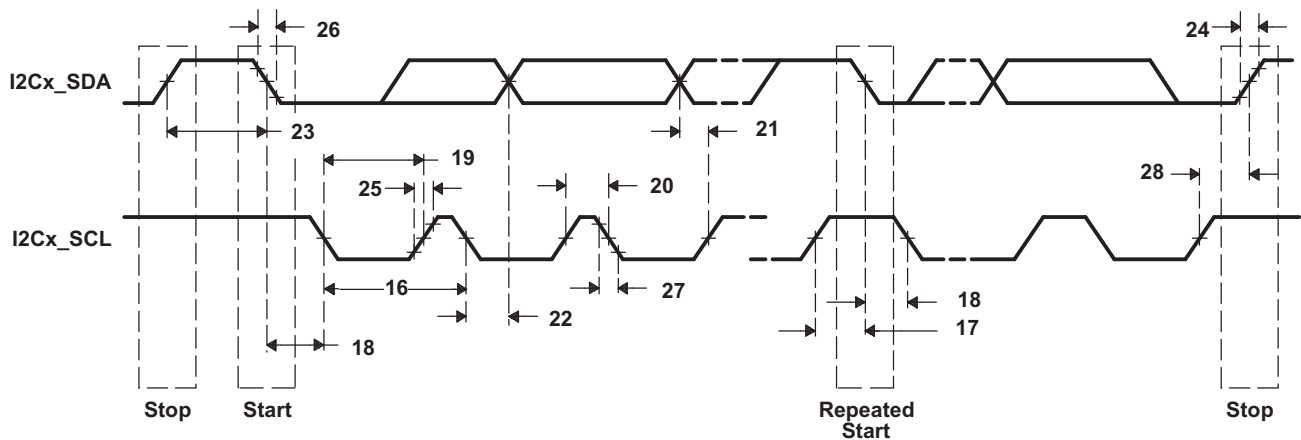 26
24
I2Cx_SDA
23
21
19
28
25
20
I2Cx_SCL
16
27
18
22
17
18
Stop
Start
Repeated
Start
Stop